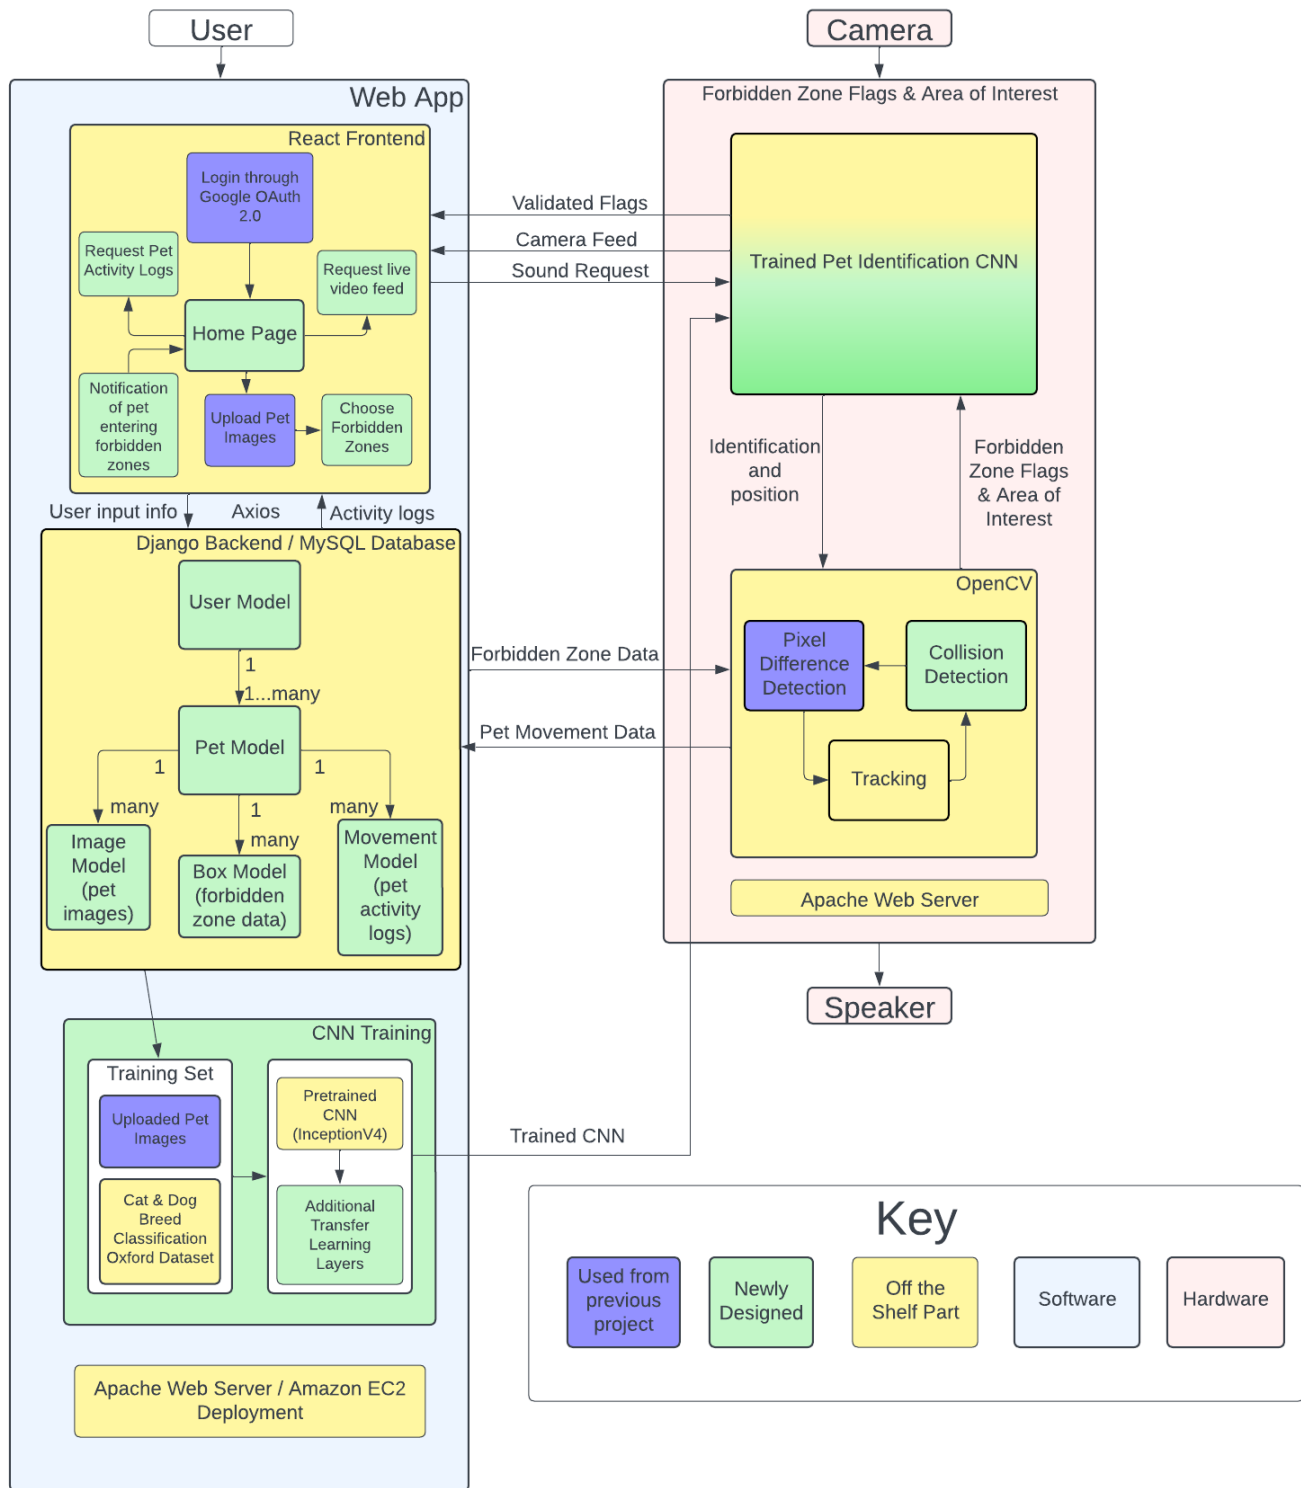 User
Camera
Web App
React Frontend
Login through
Google OAuth
2.0
Request Pet
Activity Logs
Request live
video feed
Home Page
Notification
of pet
entering
forbidden
zones
Upload Pet
Images
Choose
Forbidden
Zones
User input info
Axios
Activity logs
Django Backend / MySQL Database
User Model
1
1...many
Pet Model
1
1
1
many
many
many
Image
Model
(pet
images)
Box Model
(forbidden
zone data)
Movement
Model
(pet
activity
logs)
CNN Training
Training Set
Uploaded Pet
Images
Cat & Dog
Breed
Classification
Oxford Dataset
Pretrained
CNN
(InceptionV4)
Additional
Transfer
Learning
Layers
Apache Web Server / Amazon EC2
Deployment
Validated Flags
Camera Feed
Sound Request
Forbidden Zone Data
Pet Movement Data
Trained CNN
Forbidden Zone Flags & Area of Interest
Trained Pet Identification CNN
Identification
and
position
Forbidden
Zone Flags
& Area of
Interest
OpenCV
Pixel
Difference
Detection
Collision
Detection
Tracking
Apache Web Server
Speaker
Key
Used from
previous
project
Newly
Designed
Off the
Shelf Part
Software
Hardware